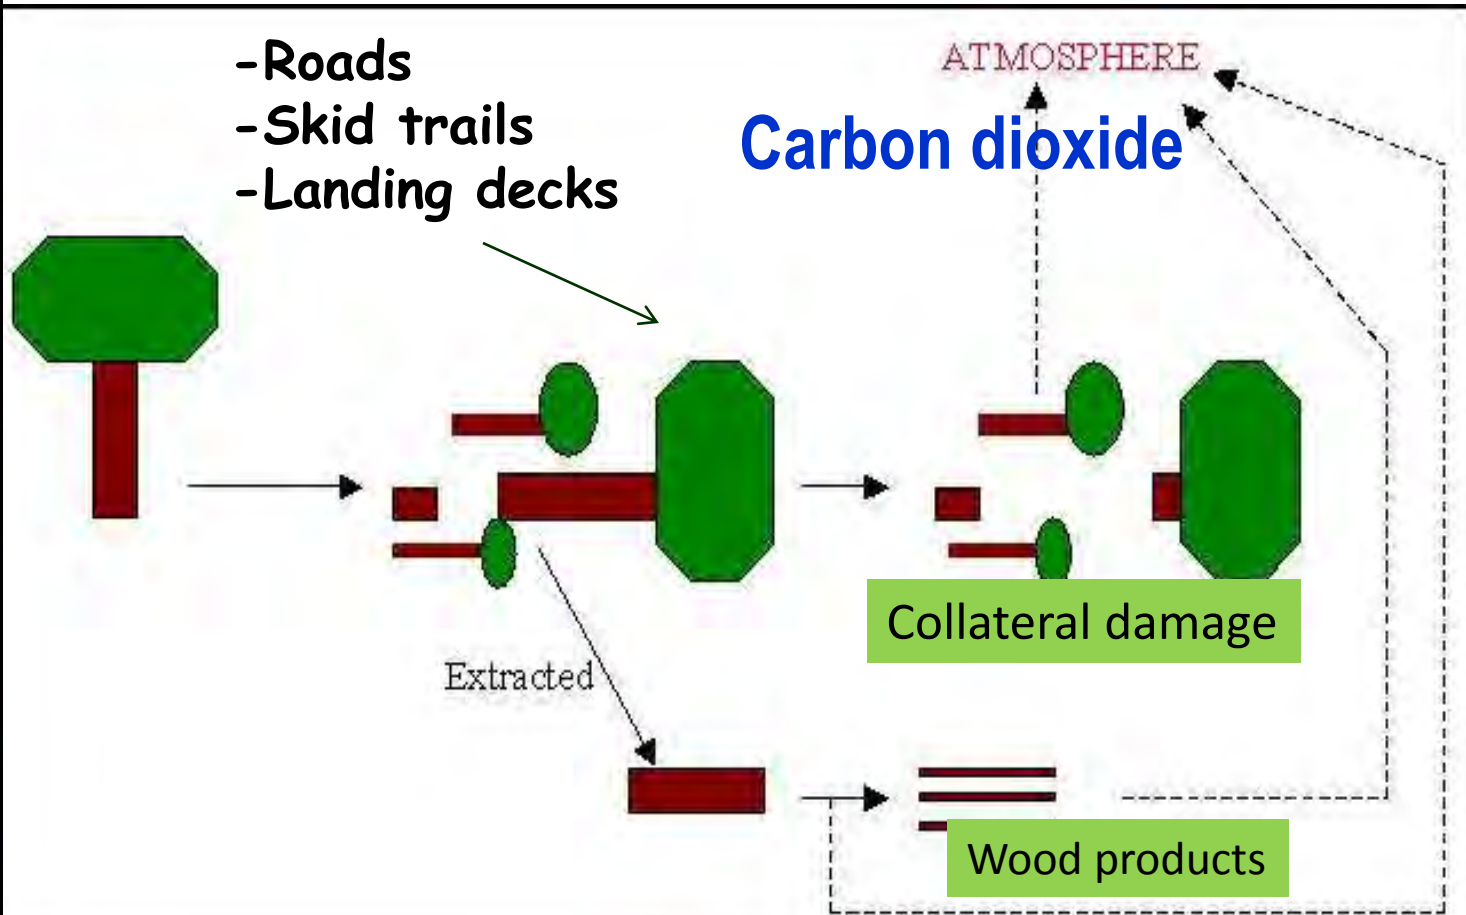 -Roads
-Skid trails
-Landing decks
ATMOSPHERE
Carbon dioxide
Collateral damage
Extracted
Wood products